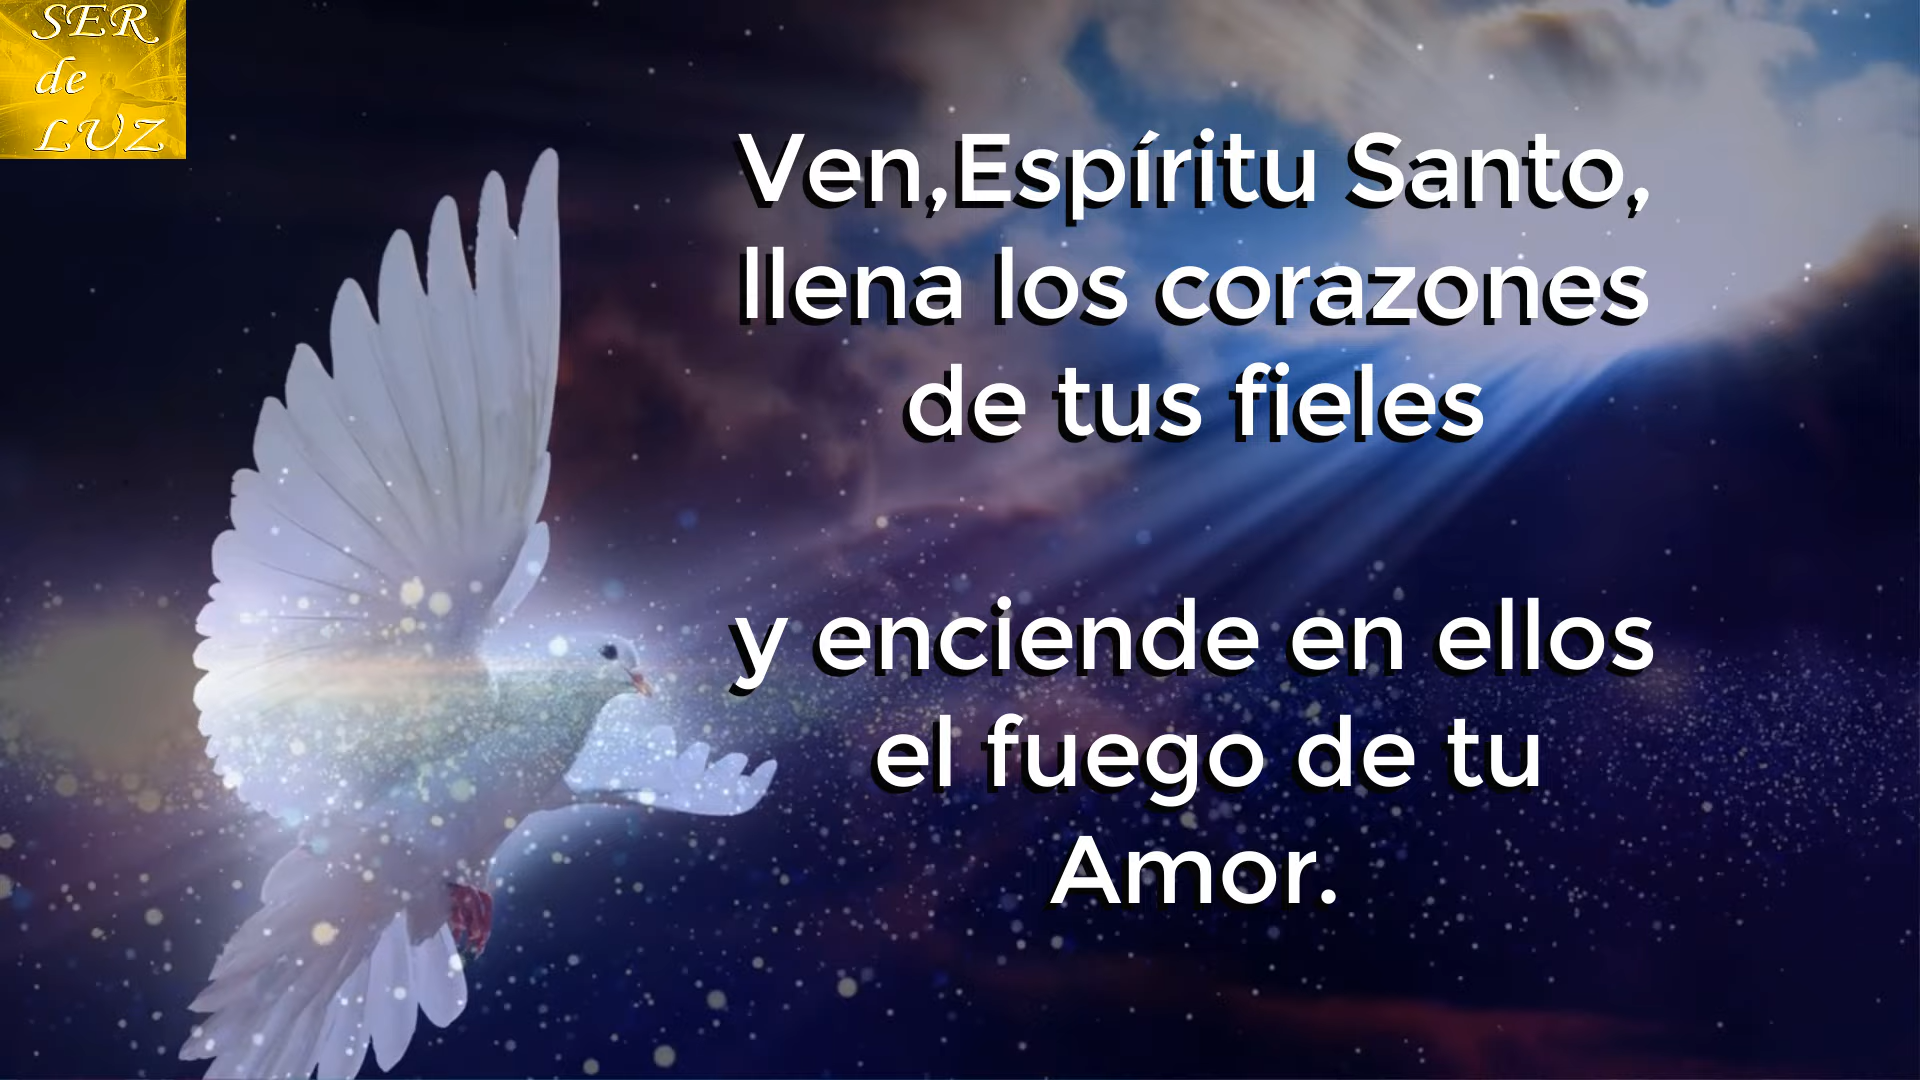 SER
de
LUZ
Ven,Espíritu Santo,
llena los corazones
de tus fieles
y enciende en ellos
el fuego de tu
Amor.